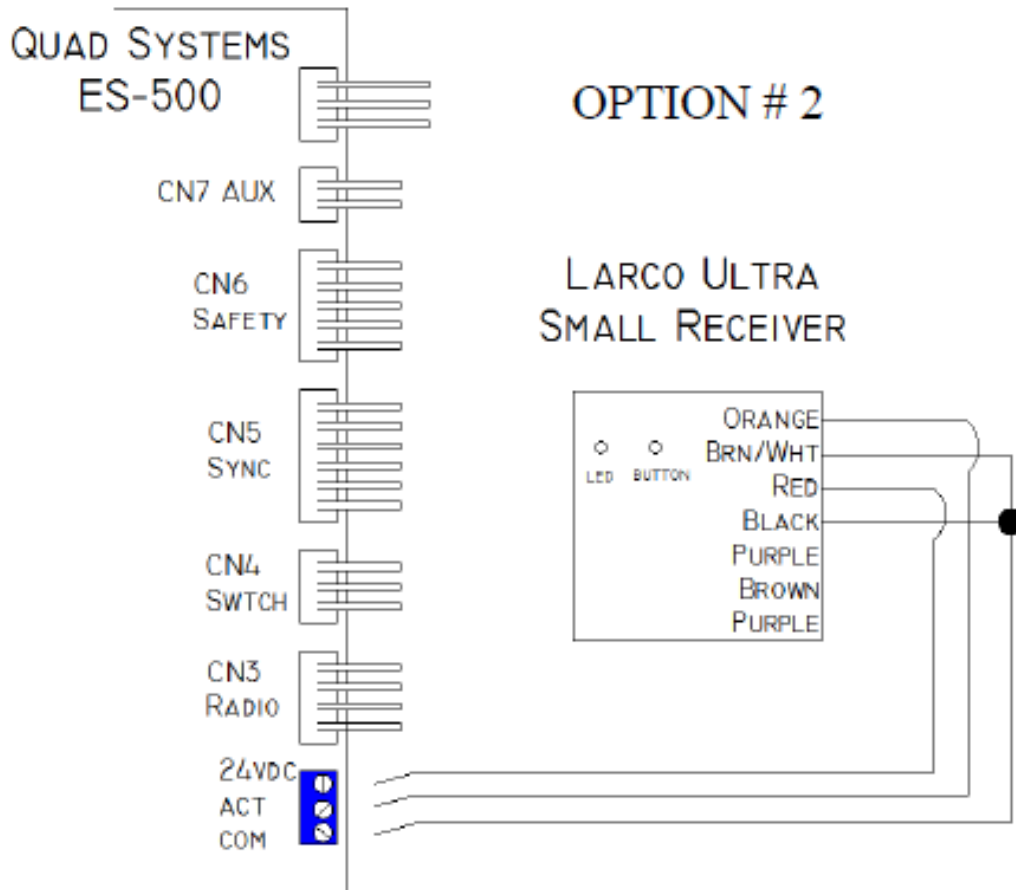 QUAD SYSTEMS
ES-500
OPTION # 2
CN7 AUX
CN6
SAFETY
LARCO ULTRA
SMALL RECEIVER
CN5
SYNC
LED
BUTTON
ORANGE
BRN/WHT
RED
BLACK
PURPLE
BROWN
PURPLE
CN4
SWTCH
CN3
RADIO
24VDC
ACT
COM